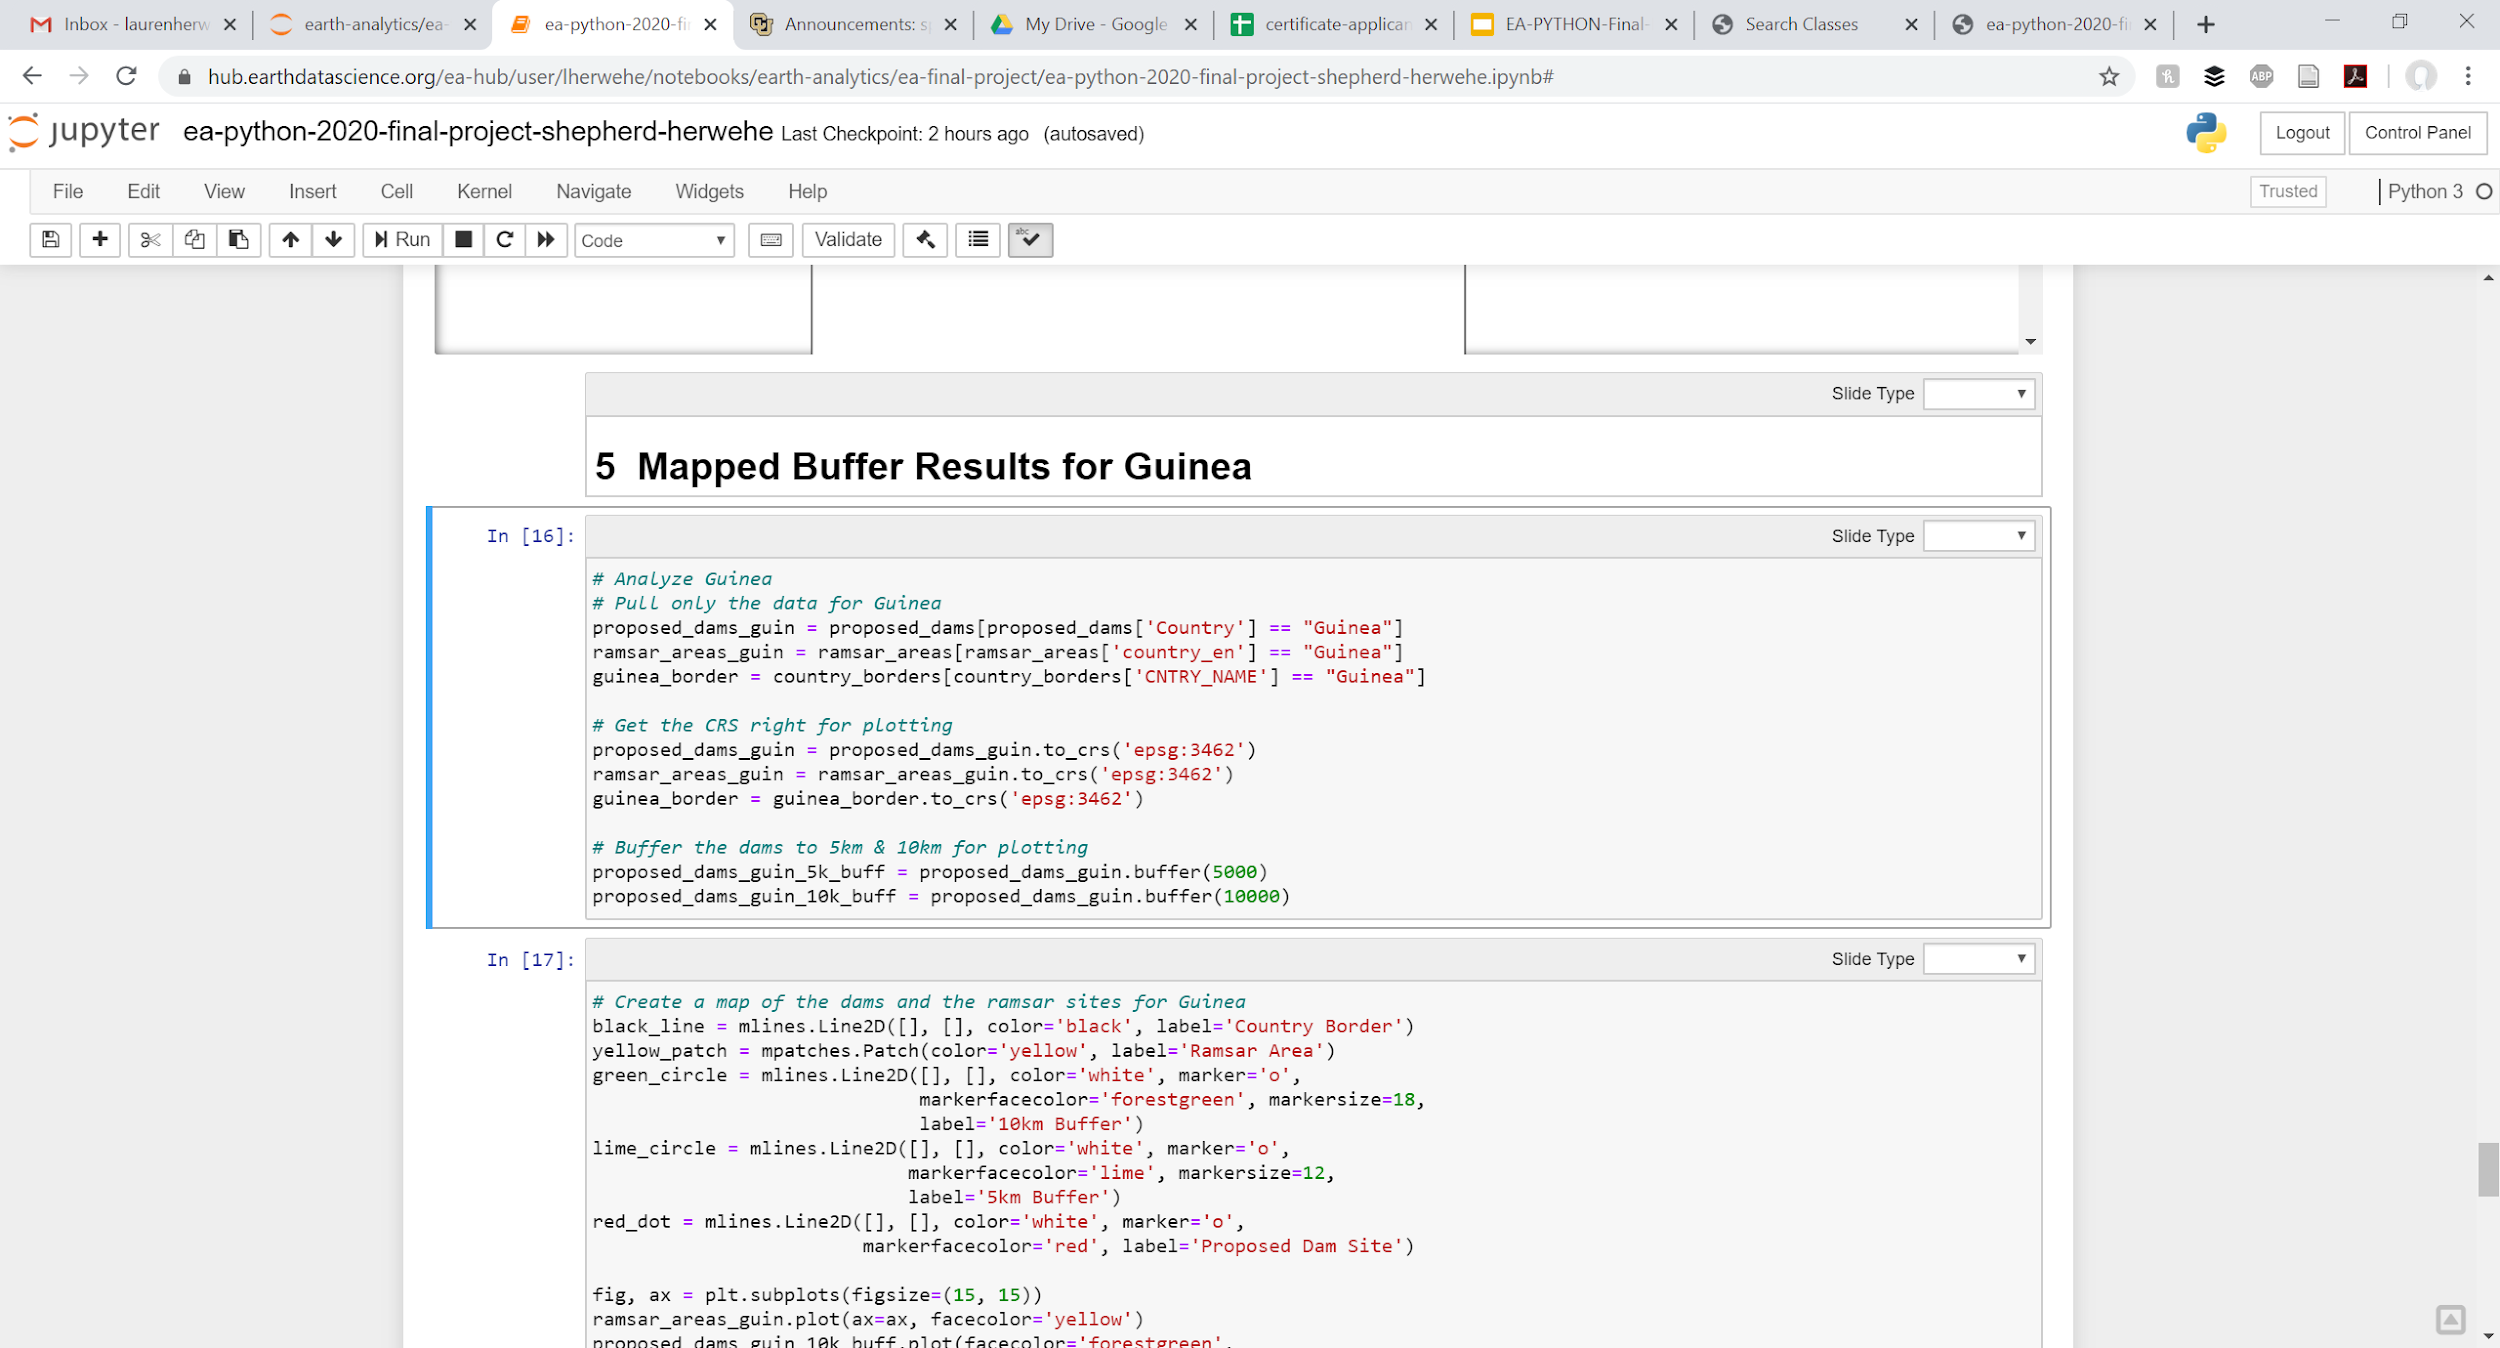 Inbox - laurenherw
earth-analytics/ea-
ea-python-2020-fi
Announcements: s
My Drive - Google
certificate-applican
EA-PYTHON-Final-
Search Classes
ea-python-2020-fi
hub.earthdatascience.org/ea-hub/user/lherwehe/notebooks/earth-analytics/ea-final-project/ea-python-2020-final-project-shepherd-herwehe.ipynb#
ABP
jupyter ea-python-2020-final-project-shepherd-herwehe Last Checkpoint: 2 hours ago (autosaved)
Logout Control Panel
File Edit View Insert Cell Kernel Navigate Widgets Help
Trusted Python 3
Run Code Validate abc
Slide Type
5 Mapped Buffer Results for Guinea
In [16]:
Slide Type
# Analyze Guinea
# Pull only the data for Guinea
proposed_dams_guin = proposed_dams[proposed_dams['Country'] == "Guinea"]
ramsar_areas_guin = ramsar_areas[ramsar_areas['country_en'] == "Guinea"]
guinea_border = country_borders[country_borders['CNTRY_NAME'] == "Guinea"]
# Get the CRS right for plotting
proposed_dams_guin = proposed_dams_guin.to_crs('epsg:3462')
ramsar_areas_guin = ramsar_areas_guin.to_crs('epsg:3462')
guinea_border = guinea_border.to_crs('epsg:3462')
# Buffer the dams to 5km & 10km for plotting
proposed_dams_guin_5k_buff = proposed_dams_guin.buffer(5000)
proposed_dams_guin_10k_buff = proposed_dams_guin.buffer(10000)
In [17]:
Slide Type
# Create a map of the dams and the ramsar sites for Guinea
black_line = mlines.Line2D([], [], color='black', label='Country Border')
yellow_patch = mpatches.Patch(color='yellow', label='Ramsar Area')
green_circle = mlines.Line2D([], [], color='white', marker='o',
markerfacecolor='forestgreen', markersize=18,
label='10km Buffer')
lime_circle = mlines.Line2D([], [], color='white', marker='o',
markerfacecolor='lime', markersize=12,
label='5km Buffer')
red_dot = mlines.Line2D([], [], color='white', marker='o',
markerfacecolor='red', label='Proposed Dam Site')
fig, ax = plt.subplots(figsize=(15, 15))
ramsar_areas_guin.plot(ax=ax, facecolor='yellow')
proposed_dams_guin_10k_buff.plot(facecolor='forestgreen',